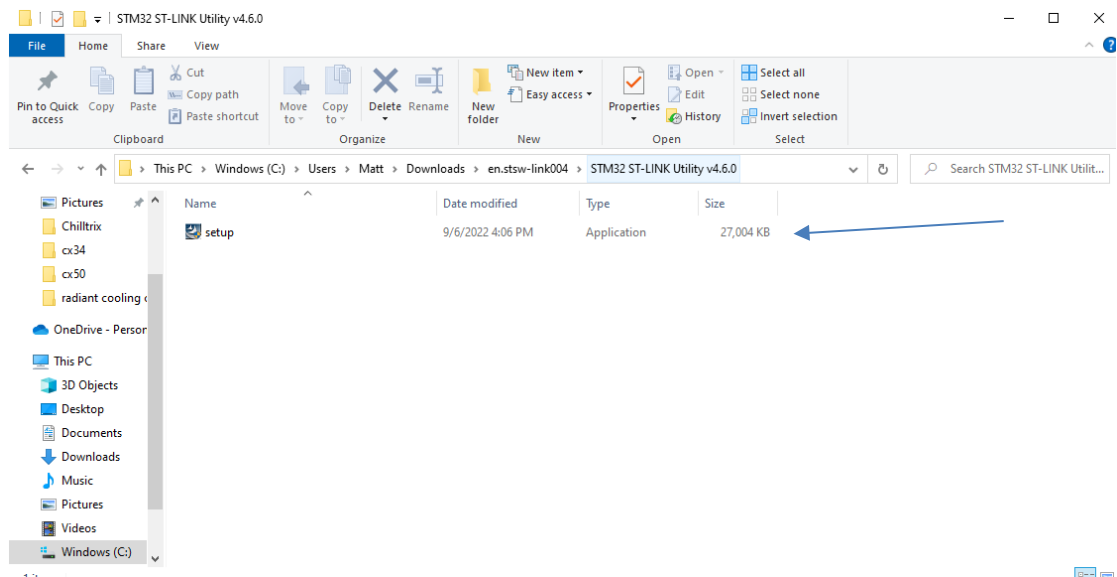 STM32 ST-LINK Utility v4.6.0
File Home Share View
Pin to Quick access
Copy
Paste
Cut
Copy path
Paste shortcut
Clipboard
Move to
Copy to
Delete
Rename
Organize
New folder
New item
Easy access
New
Properties
Open
Edit
History
Open
Select all
Select none
Invert selection
Select
This PC > Windows (C:) > Users > Matt > Downloads > en.stsw-link004 > STM32 ST-LINK Utility v4.6.0
Search STM32 ST-LINK Utilit...
Name Date modified Type Size
setup 9/6/2022 4:06 PM Application 27,004 KB
Pictures
Chilltrix
cx34
cx50
radiant cooling
OneDrive - Person
This PC
3D Objects
Desktop
Documents
Downloads
Music
Pictures
Videos
Windows (C:)